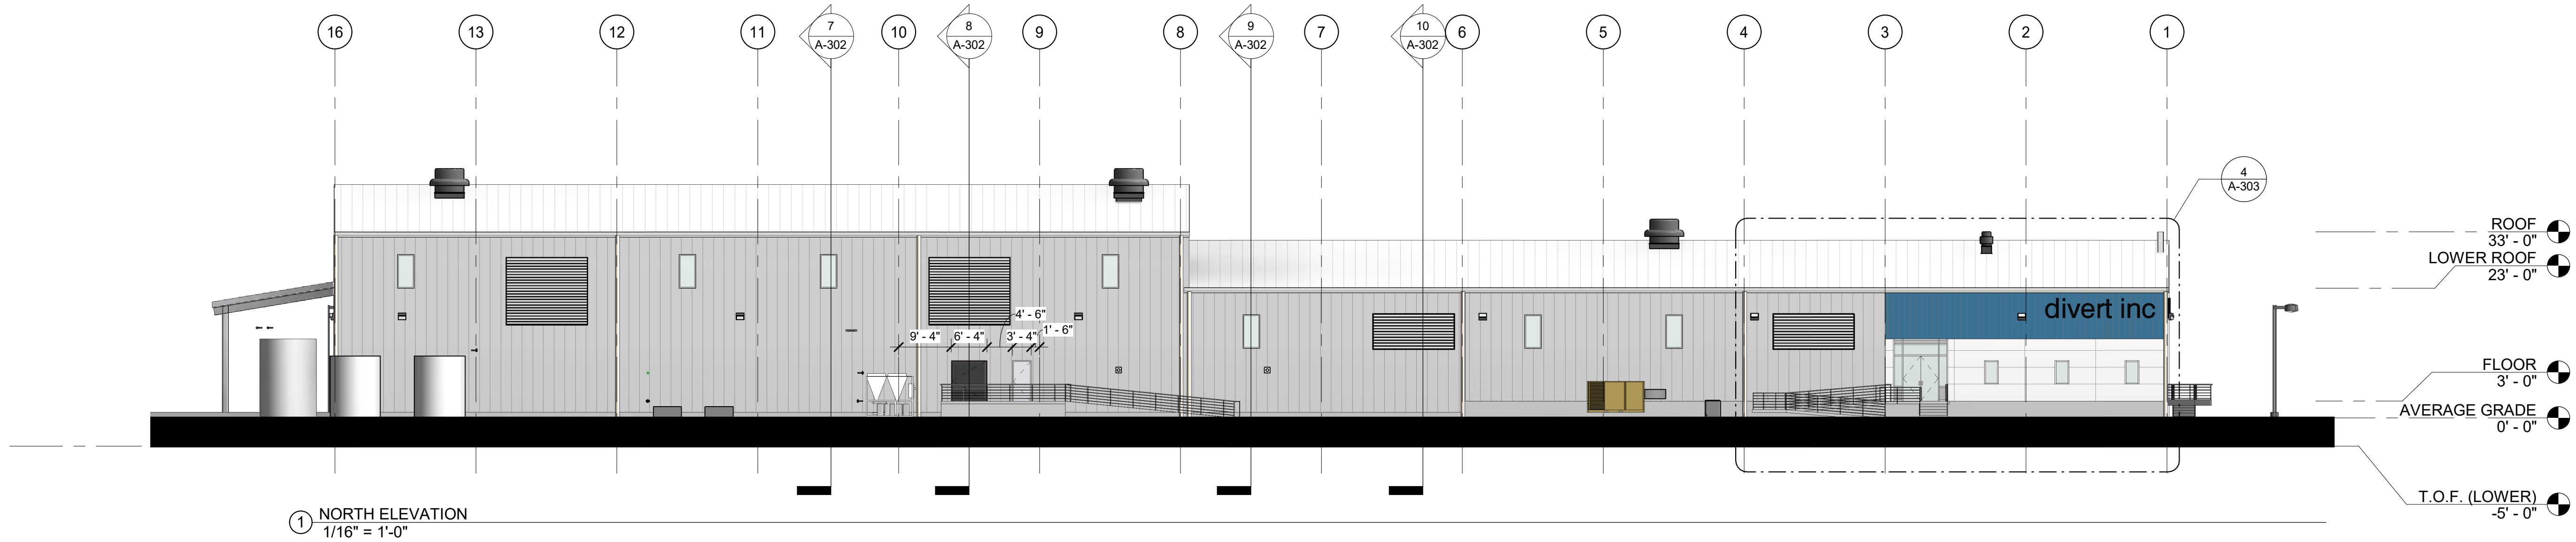 16
13
12
11
7
A-302
10
8
A-302
9
8
9
A-302
7
10
A-302
6
5
4
3
2
1
4
A-303
ROOF
33' - 0"
LOWER ROOF
23' - 0"
divert inc
4' - 6"
9' - 4"
6' - 4"
3' - 4"
1' - 6"
FLOOR
3' - 0"
AVERAGE GRADE
0' - 0"
T.O.F. (LOWER)
-5' - 0"
1
NORTH ELEVATION
1/16" = 1'-0"